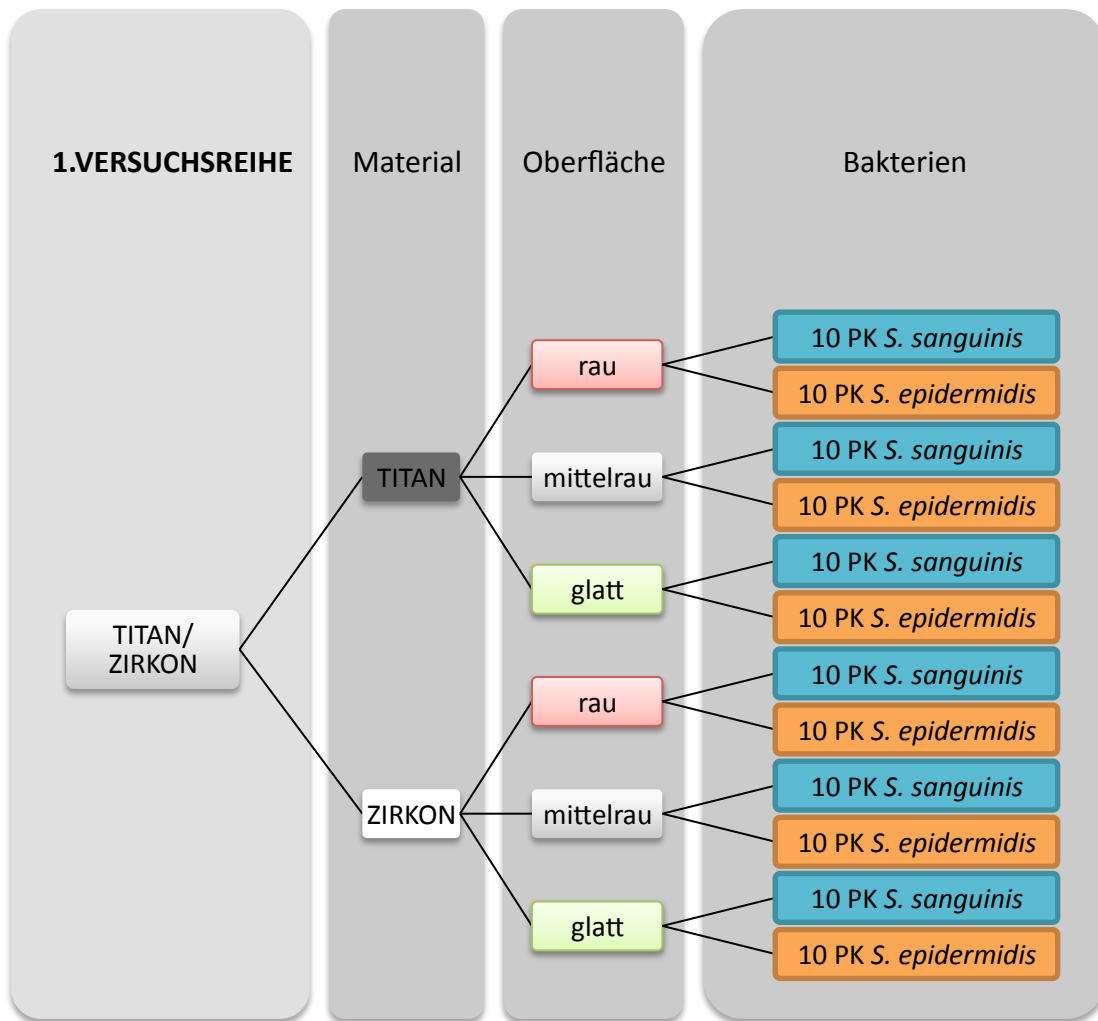 1.VERSUCHSREIHE
Material
Oberfläche
Bakterien
TITAN/
ZIRKON
TITAN
rau
10 PK S. sanguinis
10 PK S. epidermidis
mittelrau
10 PK S. sanguinis
10 PK S. epidermidis
glatt
10 PK S. sanguinis
10 PK S. epidermidis
ZIRKON
rau
10 PK S. sanguinis
10 PK S. epidermidis
mittelrau
10 PK S. sanguinis
10 PK S. epidermidis
glatt
10 PK S. sanguinis
10 PK S. epidermidis